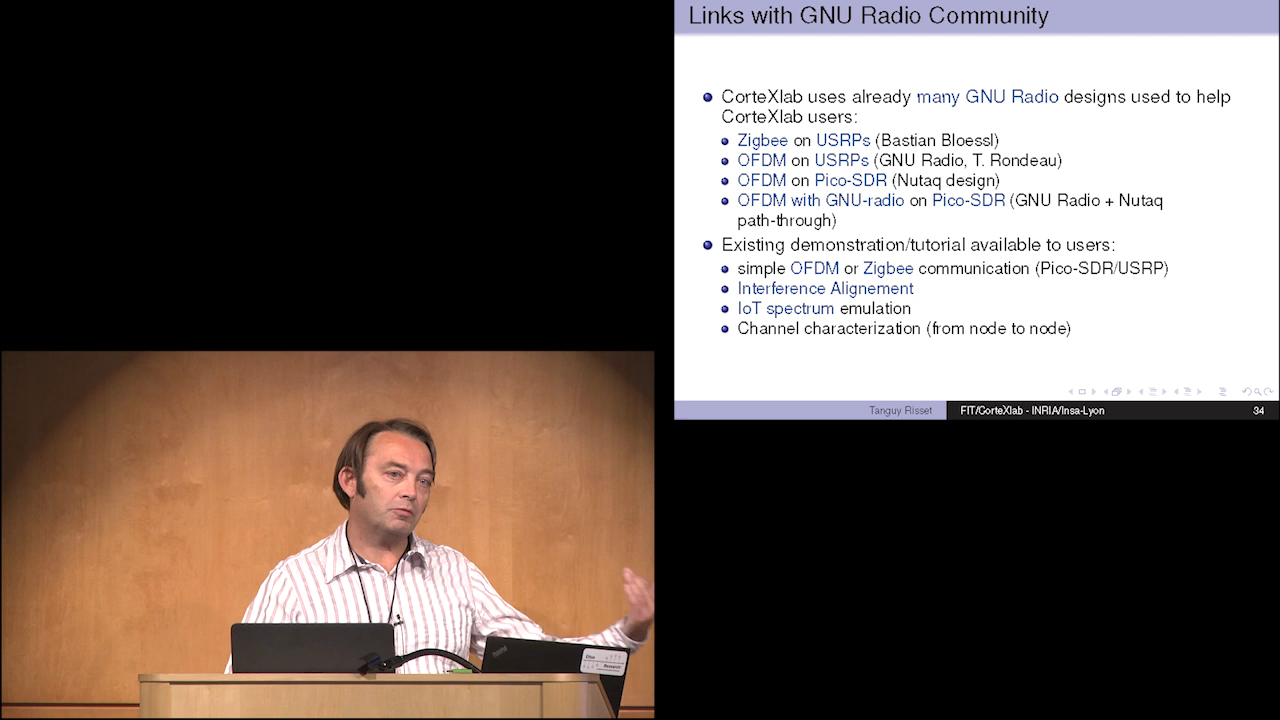 Links with GNU Radio Community
CorteXlab uses already many GNU Radio designs used to help
CorteXlab users:
Zigbee on USRPs (Bastian Bloessl)
OFDM on USRPs (GNU Radio, T. Rondeau)
OFDM on Pico-SDR (Nutaq design)
OFDM with GNU-radio on Pico-SDR (GNU Radio + Nutaq
path-through)
Existing demonstration/tutorial available to users:
simple OFDM or Zigbee communication (Pico-SDR/USRP)
Interference Alignement
IoT spectrum emulation
Channel characterization (from node to node)
Tanguy Risset FIT/CorteXlab - INRIA/Insa-Lyon 34
Ettus
Research